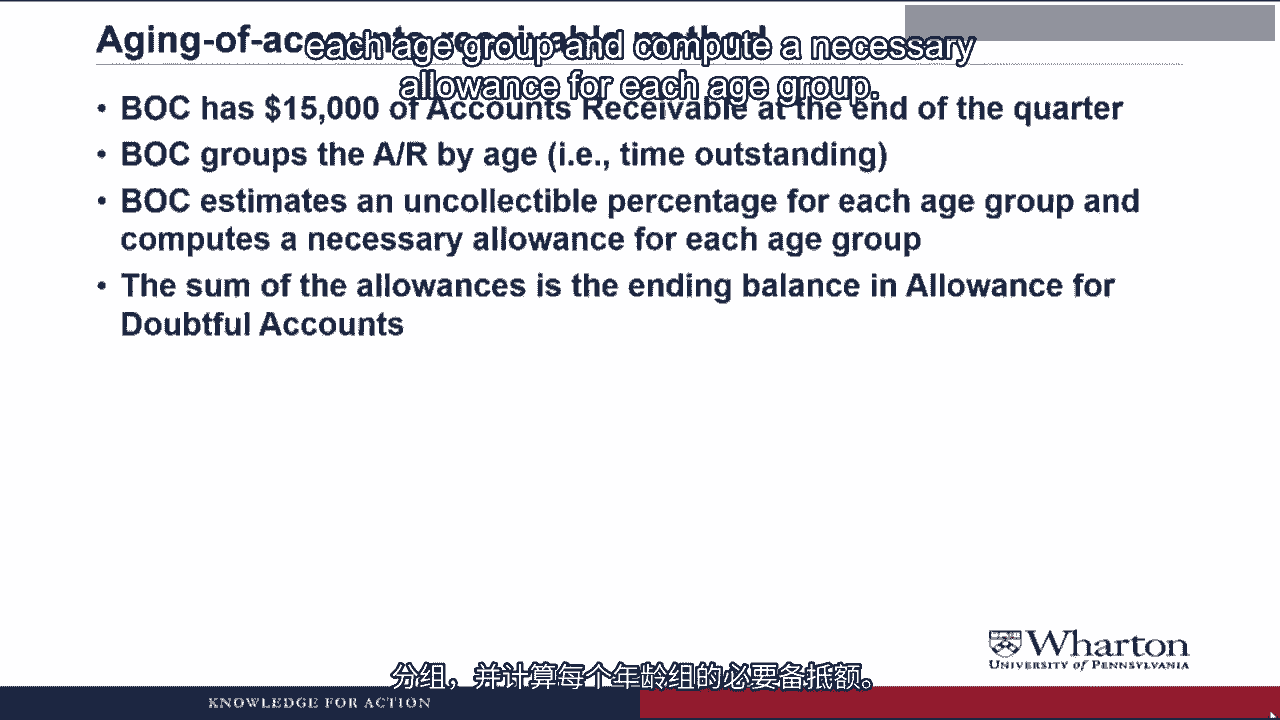 Aging-of-accounts receivable method
each age group and compute a necessary
allowance for each age group.
• BOC has $15,000 of Accounts Receivable at the end of the quarter
• BOC groups the A/R by age (i.e., time outstanding)
• BOC estimates an uncollectible percentage for each age group and
computes a necessary allowance for each age group
• The sum of the allowances is the ending balance in Allowance for
Doubtful Accounts
Wharton
UNIVERSITY of PENNSYLVANIA
分组，并计算每个年龄组的必要备抵额。
KNOWLEDGE FOR ACTION